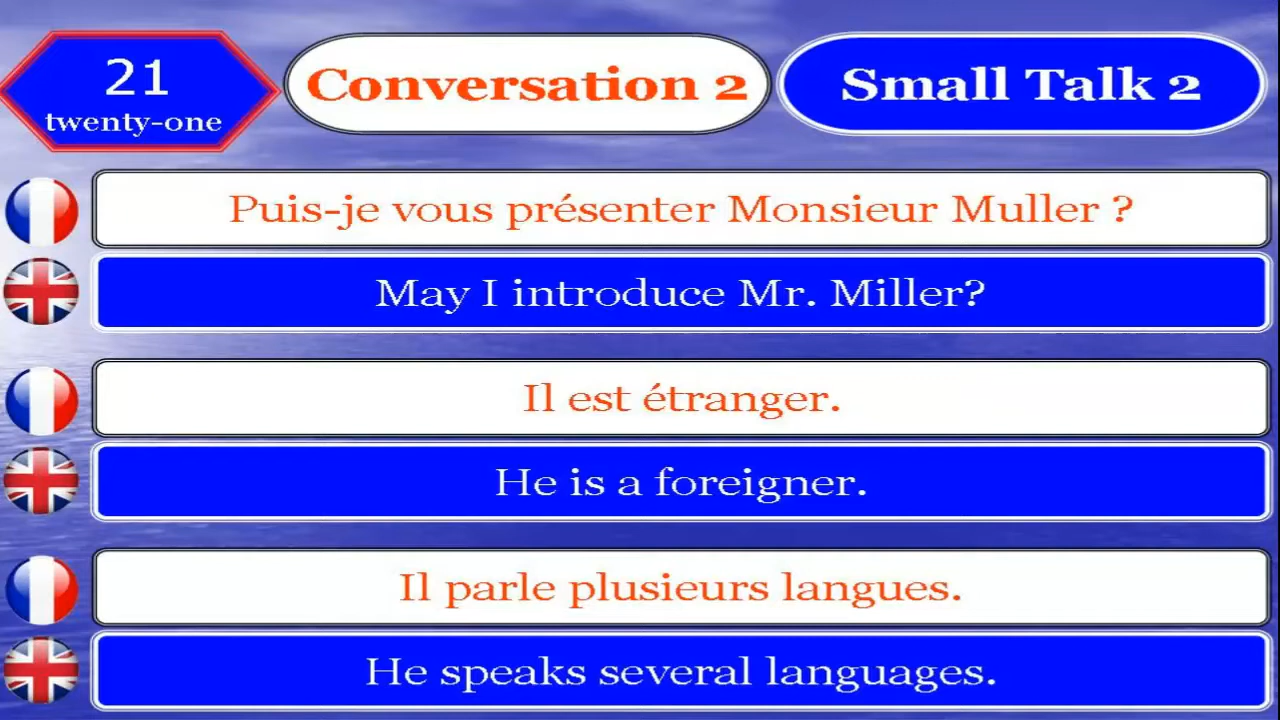 21
twenty-one
Conversation 2
Small Talk 2
Puis-je vous présenter Monsieur Muller ?
May I introduce Mr. Miller?
Il est étranger.
He is a foreigner.
Il parle plusieurs langues.
He speaks several languages.